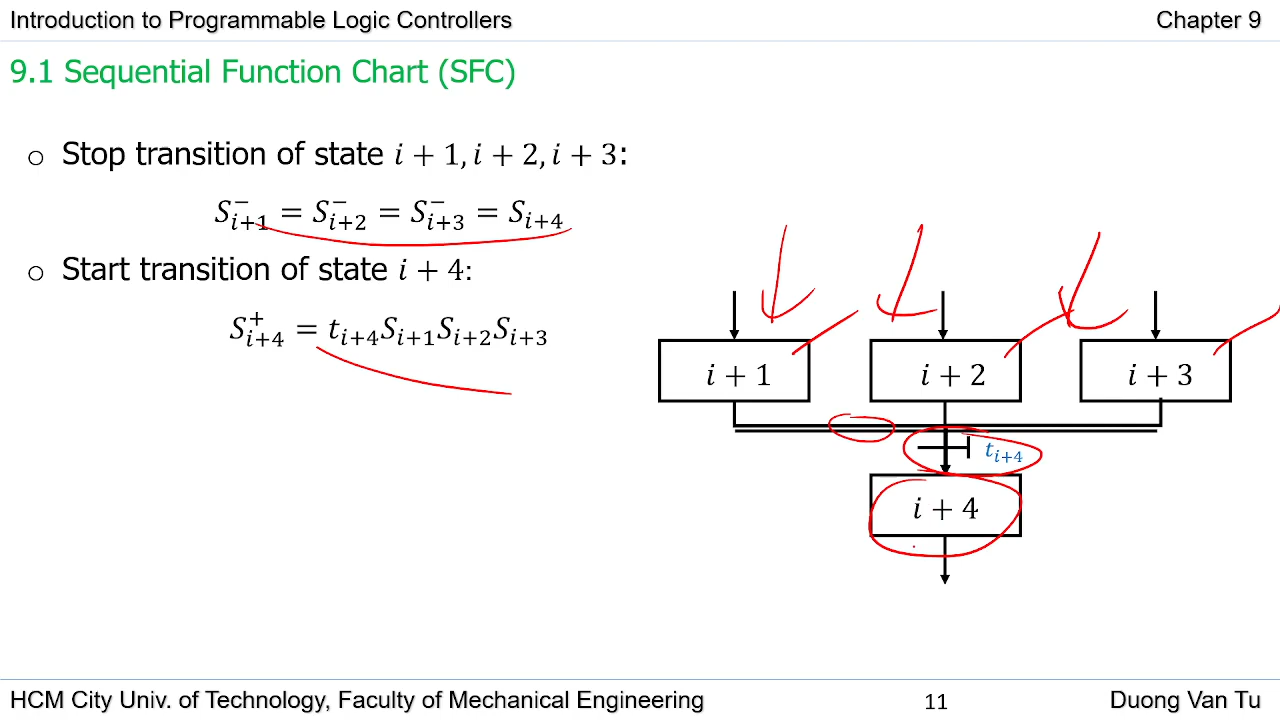 Introduction to Programmable Logic Controllers Chapter 9
9.1 Sequential Function Chart (SFC)
○ Stop transition of state i + 1, i + 2, i + 3:
S⁻ᵢ₊₁ = S⁻ᵢ₊₂ = S⁻ᵢ₊₃ = Sᵢ₊₄
○ Start transition of state i + 4:
S⁺ᵢ₊₄ = tᵢ₊₄Sᵢ₊₁Sᵢ₊₂Sᵢ₊₃
i + 1 i + 2 i + 3
tᵢ₊₄
i + 4
HCM City Univ. of Technology, Faculty of Mechanical Engineering 11 Duong Van Tu